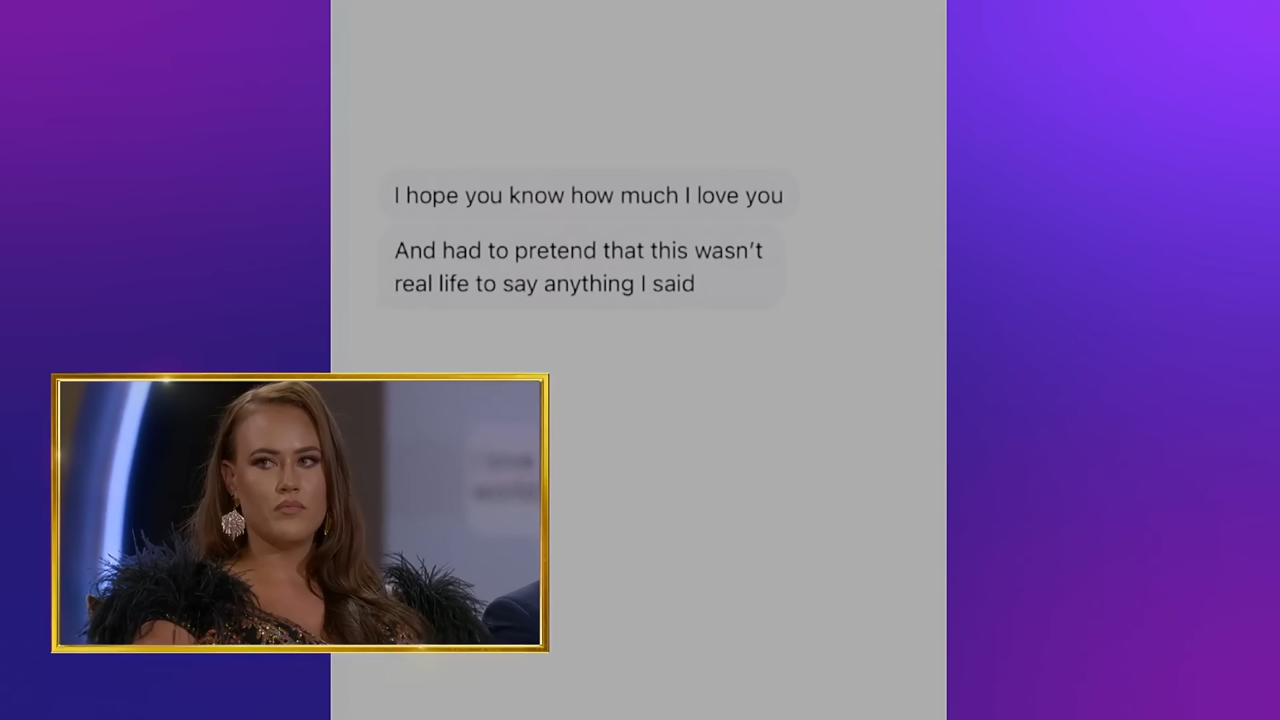 I hope you know how much I love you
And had to pretend that this wasn't
real life to say anything I said